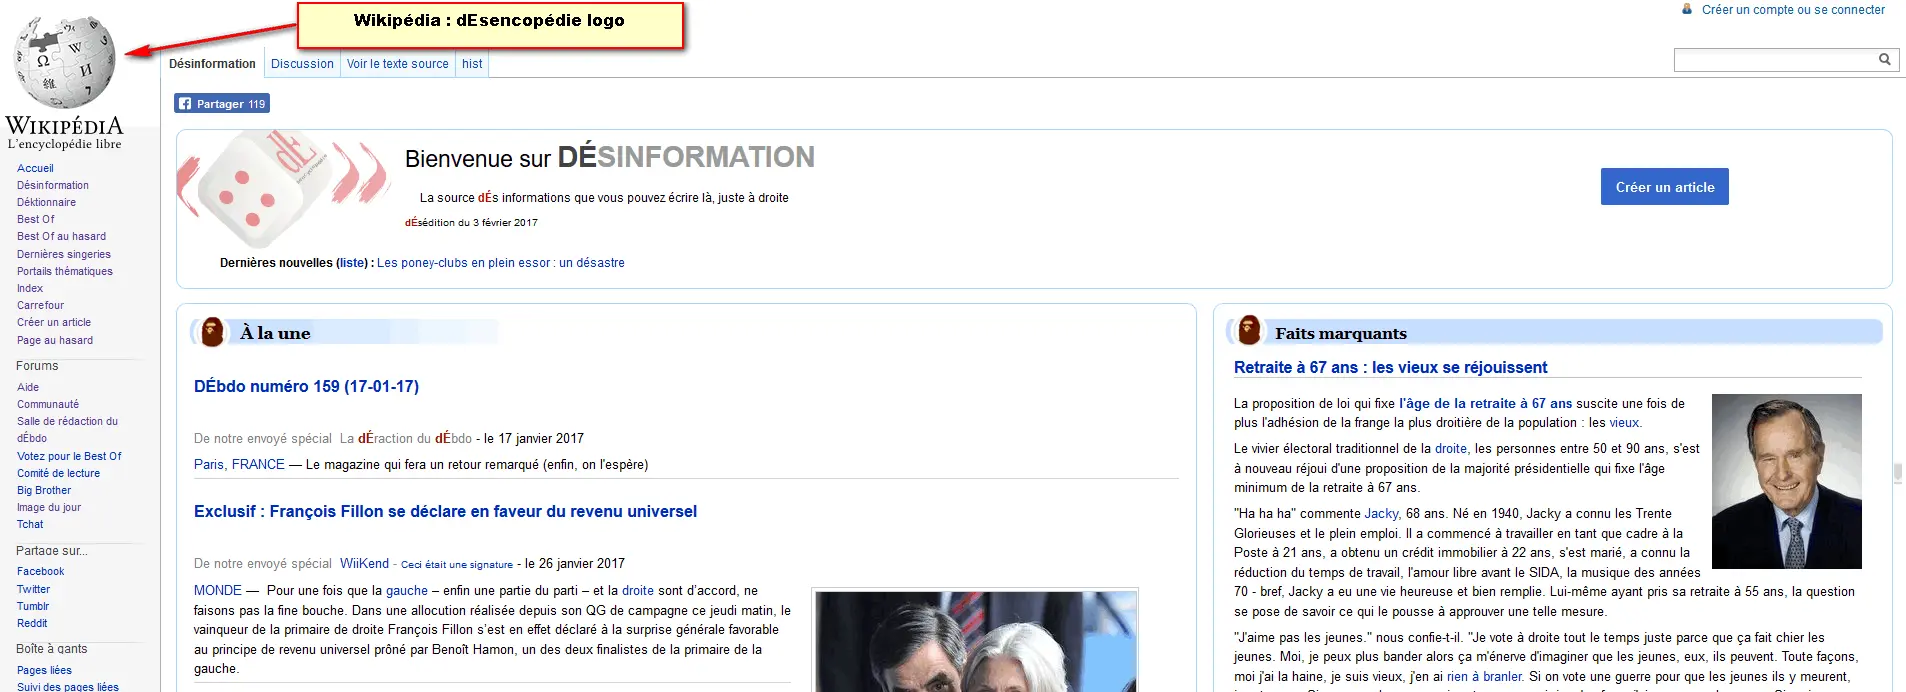 Wikipédia : dEsencopédie logo
Créer un compte ou se connecter
WIKIPÉDIA
L'encyclopédie libre
Désinformation
Discussion
Voir le texte source
hist
Partager 119
Accueil
Désinformation
Déktionnaire
Best Of
Best Of au hasard
Dernières singeries
Portails thématiques
Index
Carrefour
Créer un article
Page au hasard
Forums
Aide
Communauté
Salle de rédaction du
dÉbdo
Votez pour le Best Of
Comité de lecture
Big Brother
Image du jour
Tchat
Partage sur...
Facebook
Twitter
Tumblr
Reddit
Boîte à gants
Pages liées
Suivi des pages liées
Bienvenue sur DÉSINFORMATION
La source dÉs informations que vous pouvez écrire là, juste à droite
dÉsédition du 3 février 2017
Créer un article
Dernières nouvelles (liste) : Les poney-clubs en plein essor : un désastre
À la une
DÉbdo numéro 159 (17-01-17)
De notre envoyé spécial La dÉraction du dÉbdo - le 17 janvier 2017
Paris, FRANCE — Le magazine qui fera un retour remarqué (enfin, on l'espère)
Exclusif : François Fillon se déclare en faveur du revenu universel
De notre envoyé spécial WiiKend - Ceci était une signature - le 26 janvier 2017
MONDE — Pour une fois que la gauche – enfin une partie du parti – et la droite sont d’accord, ne
faisons pas la fine bouche. Dans une allocution réalisée depuis son QG de campagne ce jeudi matin, le
vainqueur de la primaire de droite François Fillon s’est en effet déclaré à la surprise générale favorable
au principe de revenu universel prôné par Benoît Hamon, un des deux finalistes de la primaire de la
gauche.
Faits marquants
Retraite à 67 ans : les vieux se réjouissent
La proposition de loi qui fixe l'âge de la retraite à 67 ans suscite une fois de
plus l'adhésion de la frange la plus droitière de la population : les vieux.
Le vivier électoral traditionnel de la droite, les personnes entre 50 et 90 ans, s'est
à nouveau réjoui d'une proposition de la majorité présidentielle qui fixe l'âge
minimum de la retraite à 67 ans.
"Ha ha ha" commente Jacky, 68 ans. Né en 1940, Jacky a connu les Trente
Glorieuses et le plein emploi. Il a commencé à travailler en tant que cadre à la
Poste à 21 ans, a obtenu un crédit immobilier à 22 ans, s'est marié, a connu la
réduction du temps de travail, l'amour libre avant le SIDA, la musique des années
70 - bref, Jacky a eu une vie heureuse et bien remplie. Lui-même ayant pris sa retraite à 55 ans, la question
se pose de savoir ce qui le pousse à approuver une telle mesure.
"J'aime pas les jeunes." nous confie-t-il. "Je vote à droite tout le temps juste parce que ça fait chier les
jeunes. Moi, je peux plus bander alors ça m'énerve d'imaginer que les jeunes, eux, ils peuvent. Toute façons,
moi j'ai la haine, je suis vieux, j'en ai rien à branler. Si on vote une guerre pour que les jeunes ils y meurent,